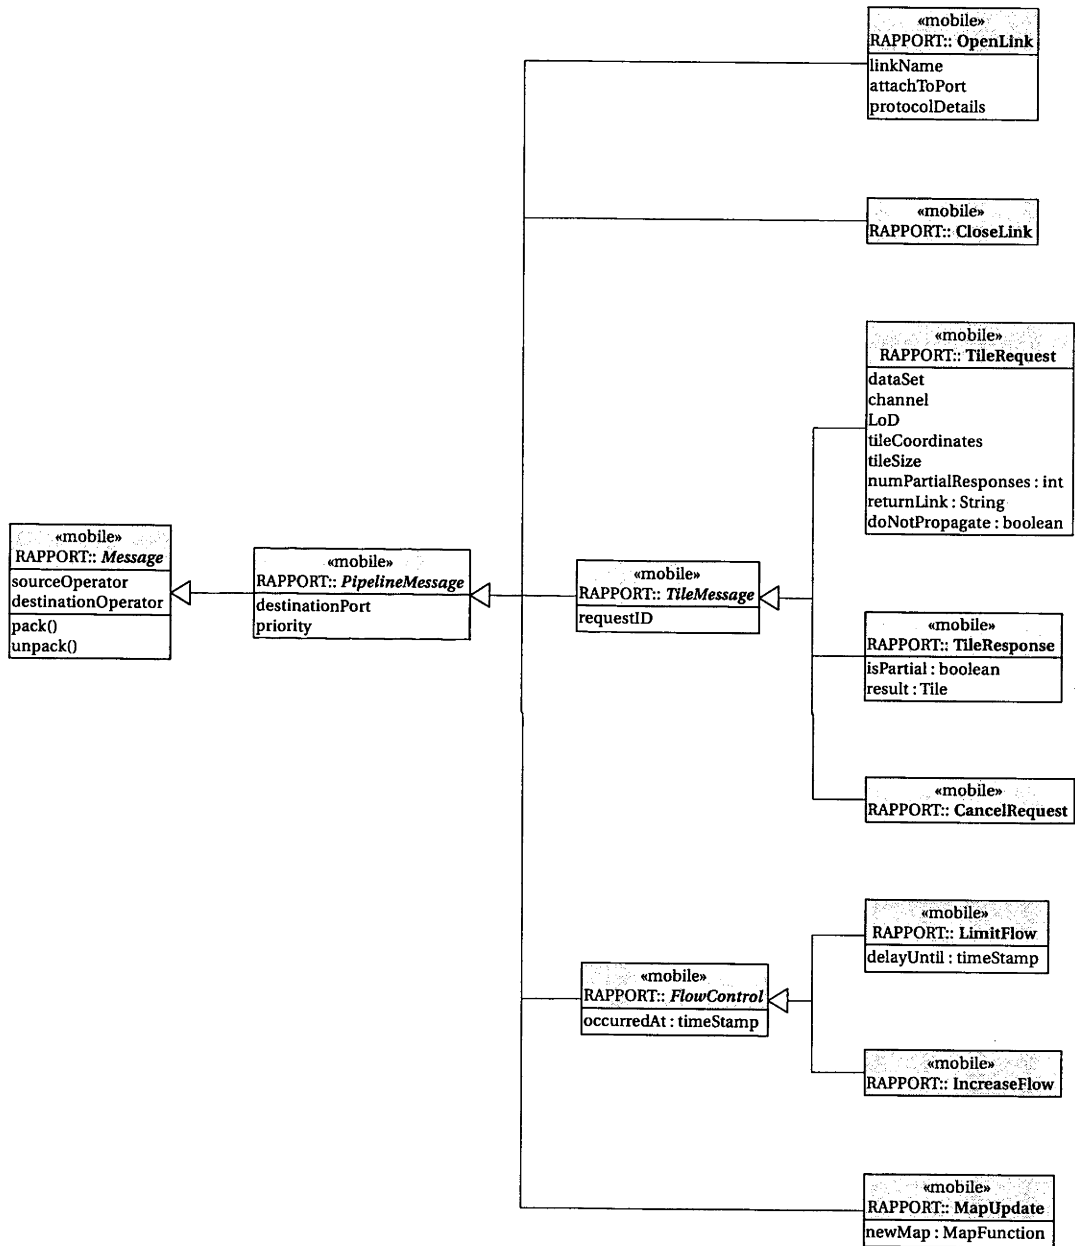 «mobile»
RAPPORT:: OpenLink
linkName
attachToPort
protocolDetails
«mobile»
RAPPORT:: CloseLink
«mobile»
RAPPORT:: TileRequest
dataSet
channel
LoD
tileCoordinates
tileSize
numPartialResponses : int
returnLink : String
doNotPropagate : boolean
«mobile»
RAPPORT:: Message
sourceOperator
destinationOperator
pack()
unpack()
«mobile»
RAPPORT:: PipelineMessage
destinationPort
priority
«mobile»
RAPPORT:: TileMessage
requestID
«mobile»
RAPPORT:: TileResponse
isPartial : boolean
result : Tile
«mobile»
RAPPORT:: CancelRequest
«mobile»
RAPPORT:: LimitFlow
delayUntil : timeStamp
«mobile»
RAPPORT:: FlowControl
occurredAt : timeStamp
«mobile»
RAPPORT:: IncreaseFlow
«mobile»
RAPPORT:: MapUpdate
newMap : MapFunction